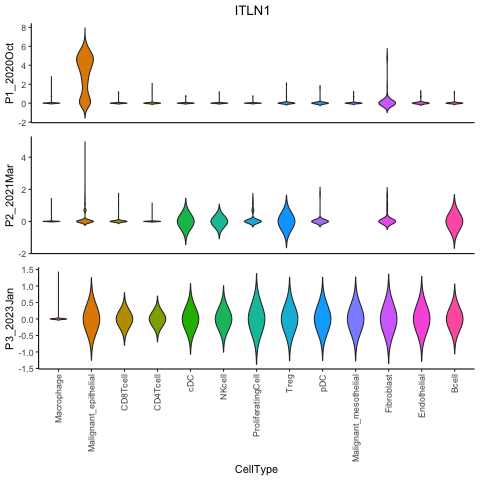 ITLN1
P1_2020Oct
8
6
4
2
0
-2
P2_2021Mar
4
2
0
-2
P3_2023Jan
1.5
1.0
0.5
0.0
-0.5
-1.0
-1.5
Macrophage
Malignant_epithelial
CD8Tcell
CD4Tcell
cDC
NKcell
ProliferatingCell
Treg
pDC
Malignant_mesothelial
Fibroblast
Endothelial
Bcell
CellType